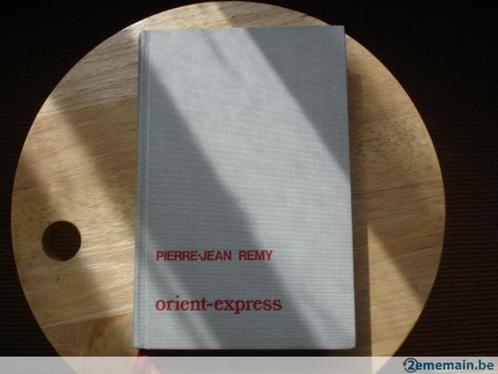 PIERRE-JEAN REMY
orient-express
2ememain.be